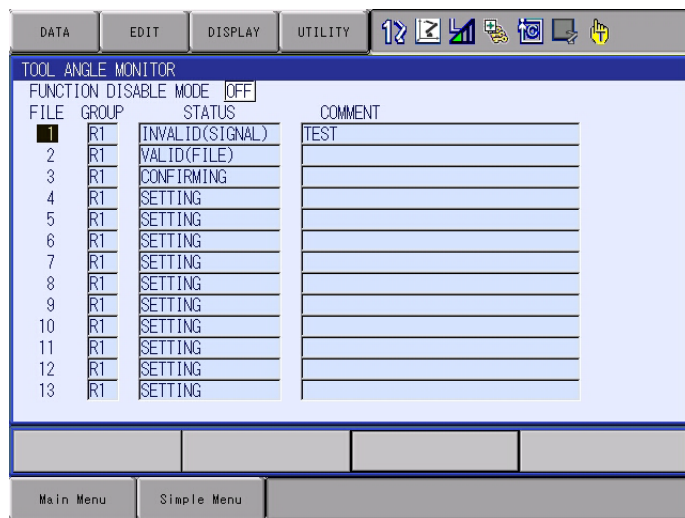 DATA EDIT DISPLAY UTILITY
TOOL ANGLE MONITOR
FUNCTION DISABLE MODE OFF
FILE GROUP STATUS COMMENT
1 R1 INVALID(SIGNAL) TEST
2 R1 VALID(FILE)
3 R1 CONFIRMING
4 R1 SETTING
5 R1 SETTING
6 R1 SETTING
7 R1 SETTING
8 R1 SETTING
9 R1 SETTING
10 R1 SETTING
11 R1 SETTING
12 R1 SETTING
13 R1 SETTING
Main Menu Simple Menu